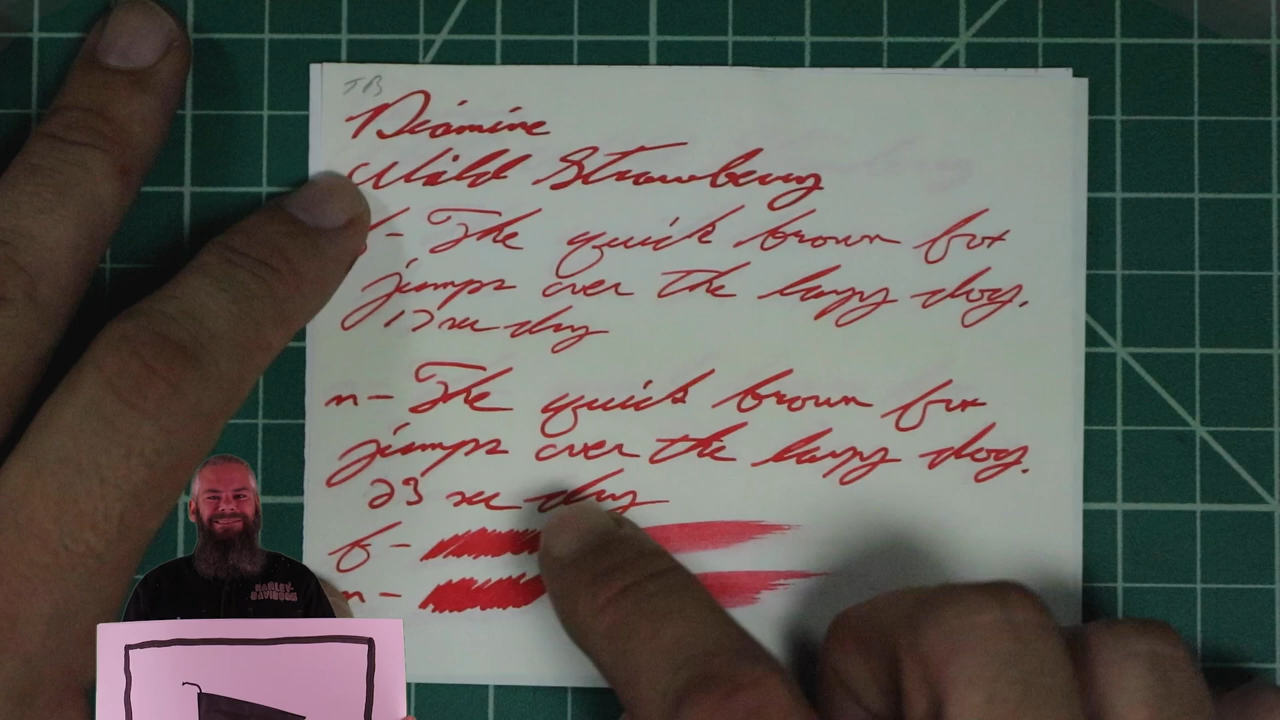 TB
Diamine
Wild Strawberry
f- The quick brown fox
jumps over the lazy dog.
17 sec dry
m- The quick brown fox
jumps over the lazy dog.
23 sec dry
f-
m-
HARLEY-
DAVIDSON